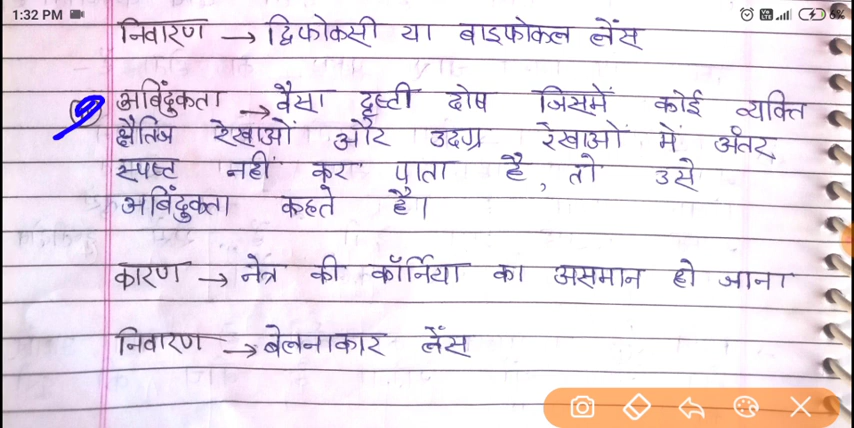 1:32 PM 6%
निवारण → द्विफोकसी या बाइफोकल लेंस
अबिंदुकता → वैसा दृष्टी दोष जिसमें कोई व्यक्ति
क्षैतिज रेखाओं और उदग्र रेखाओं में अंतर
स्पष्ट नहीं कर पाता है, तो उसे
अबिंदुकता कहते है।
कारण → नेत्र की कॉर्निया का असमान हो जाना
निवारण → बेलनाकार लेंस